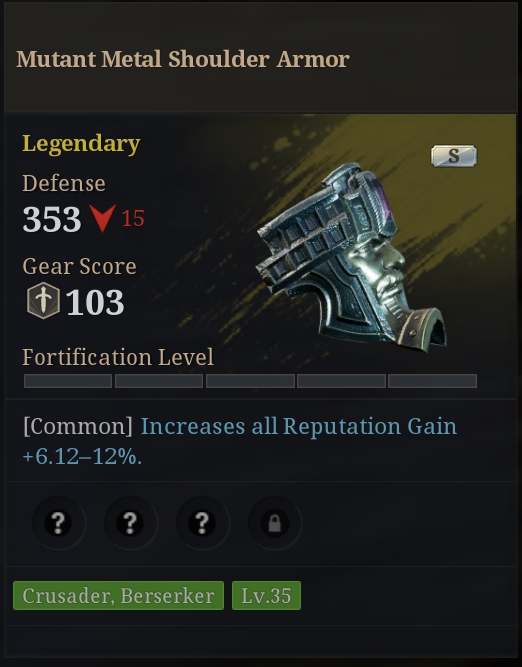 Mutant Metal Shoulder Armor
Legendary
S
Defense
353 15
Gear Score
103
Fortification Level
[Common] Increases all Reputation Gain
+6.12–12%.
? ? ?
Crusader, Berserker Lv.35